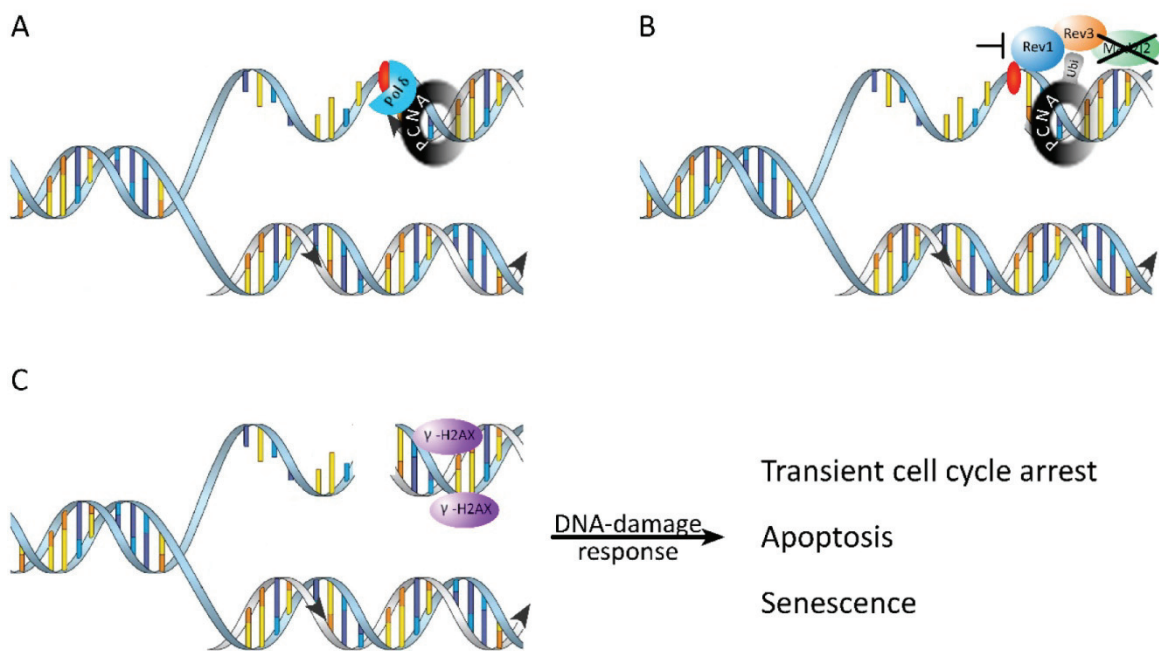 A
Pol δ
PCNA
B
Rev1
Rev3
Ubi
PCNA
C
γ-H2AX
γ-H2AX
DNA-damage
response
Transient cell cycle arrest
Apoptosis
Senescence